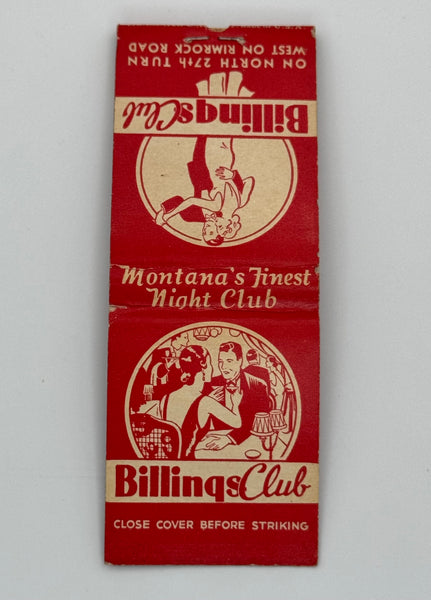 ON NORTH 27th TURN
WEST ON RIMROCK ROAD
Billings Club
Montana's Finest
Night Club
Billings Club
CLOSE COVER BEFORE STRIKING